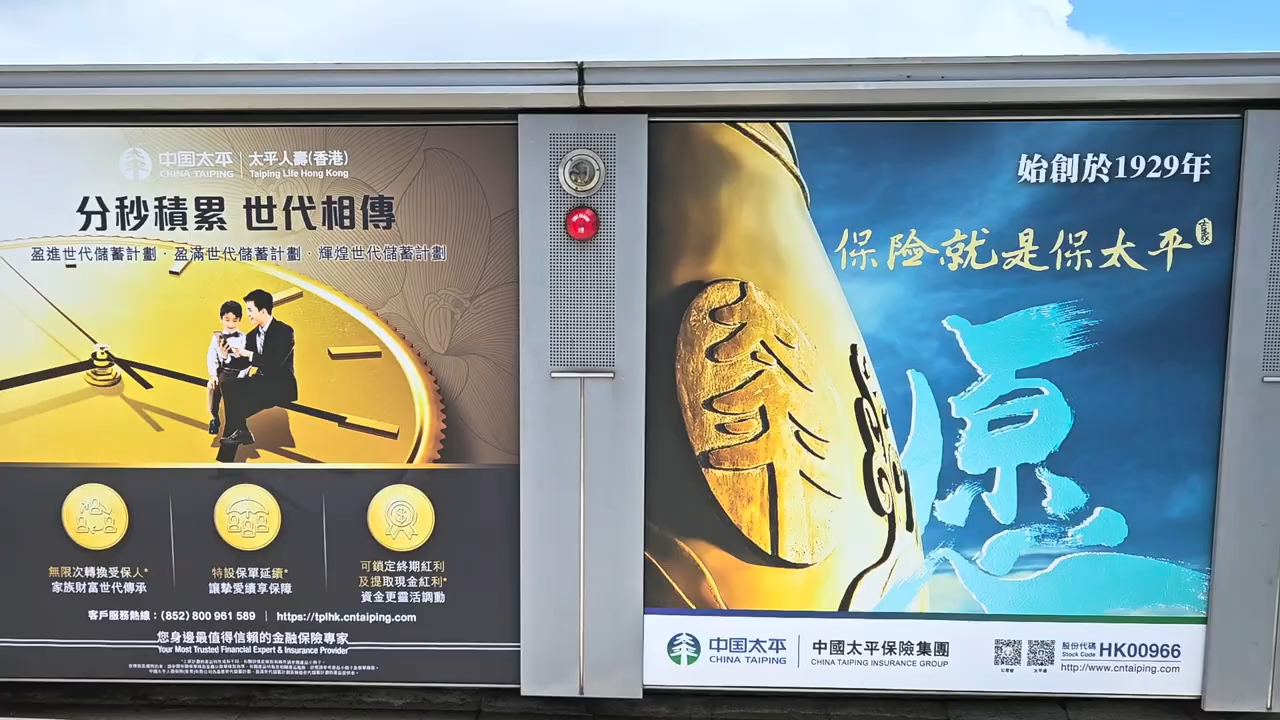 中国太平 太平人壽(香港)
CHINA TAIPING Taiping Life Hong Kong
分秒積累 世代相傳
盈進世代儲蓄計劃 · 盈滿世代儲蓄計劃 · 輝煌世代儲蓄計劃
無限次轉換受保人*
家族財富世代傳承
特設保單延續*
讓摯愛續享保障
可鎖定終期紅利
及提取現金紅利*
資金更靈活調動
客戶服務熱線：(852) 800 961 589 https://tplhk.cntaiping.com
您身邊最值得信賴的金融保險專家
Your Most Trusted Financial Expert & Insurance Provider
始創於1929年
保險就是保太平
太平
源
中国太平 中國太平保險集團
CHINA TAIPING CHINA TAIPING INSURANCE GROUP
股份代碼
Stock Code HK00966
http://www.cntaiping.com